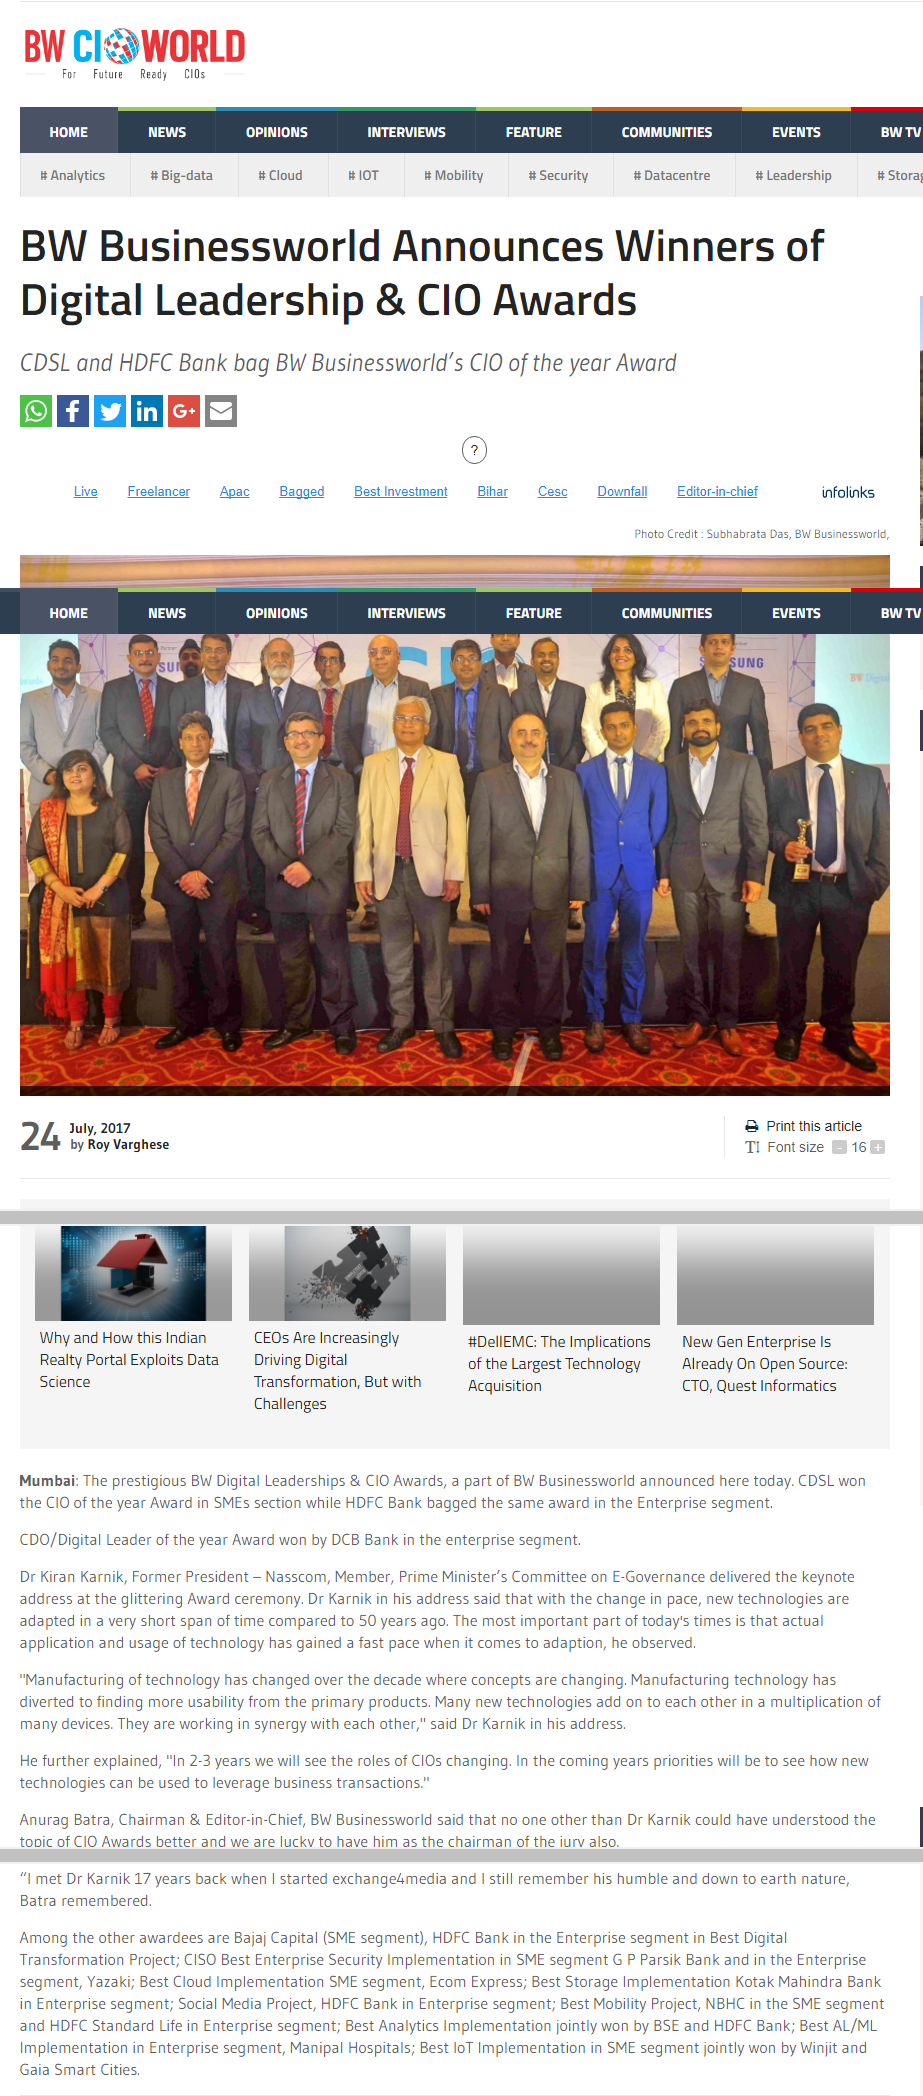 BW CIOWORLD
For Future Ready CIOs
HOME NEWS OPINIONS INTERVIEWS FEATURE COMMUNITIES EVENTS BW TV
# Analytics # Big-data # Cloud # IOT # Mobility # Security # Datacentre # Leadership # Storag
BW Businessworld Announces Winners of
Digital Leadership & CIO Awards
CDSL and HDFC Bank bag BW Businessworld's CIO of the year Award
?
Live Freelancer Apac Bagged Best Investment Bihar Cesc Downfall Editor-in-chief infolinks
Photo Credit : Subhabrata Das, BW Businessworld,
HOME NEWS OPINIONS INTERVIEWS FEATURE COMMUNITIES EVENTS BW TV
SUNG
BW Digital
CIO
24 July, 2017
by Roy Varghese
Print this article
Font size - 16 +
Why and How this Indian
Realty Portal Exploits Data
Science
CEOs Are Increasingly
Driving Digital
Transformation, But with
Challenges
#DellEMC: The Implications
of the Largest Technology
Acquisition
New Gen Enterprise Is
Already On Open Source:
CTO, Quest Informatics
Mumbai: The prestigious BW Digital Leaderships & CIO Awards, a part of BW Businessworld announced here today. CDSL won
the CIO of the year Award in SMEs section while HDFC Bank bagged the same award in the Enterprise segment.
CDO/Digital Leader of the year Award won by DCB Bank in the enterprise segment.
Dr Kiran Karnik, Former President – Nasscom, Member, Prime Minister's Committee on E-Governance delivered the keynote
address at the glittering Award ceremony. Dr Karnik in his address said that with the change in pace, new technologies are
adapted in a very short span of time compared to 50 years ago. The most important part of today's times is that actual
application and usage of technology has gained a fast pace when it comes to adaption, he observed.
"Manufacturing of technology has changed over the decade where concepts are changing. Manufacturing technology has
diverted to finding more usability from the primary products. Many new technologies add on to each other in a multiplication of
many devices. They are working in synergy with each other," said Dr Karnik in his address.
He further explained, "In 2-3 years we will see the roles of CIOs changing. In the coming years priorities will be to see how new
technologies can be used to leverage business transactions."
Anurag Batra, Chairman & Editor-in-Chief, BW Businessworld said that no one other than Dr Karnik could have understood the
topic of CIO Awards better and we are lucky to have him as the chairman of the jury also.
“I met Dr Karnik 17 years back when I started exchange4media and I still remember his humble and down to earth nature,
Batra remembered.
Among the other awardees are Bajaj Capital (SME segment), HDFC Bank in the Enterprise segment in Best Digital
Transformation Project; CISO Best Enterprise Security Implementation in SME segment G P Parsik Bank and in the Enterprise
segment, Yazaki; Best Cloud Implementation SME segment, Ecom Express; Best Storage Implementation Kotak Mahindra Bank
in Enterprise segment; Social Media Project, HDFC Bank in Enterprise segment; Best Mobility Project, NBHC in the SME segment
and HDFC Standard Life in Enterprise segment; Best Analytics Implementation jointly won by BSE and HDFC Bank; Best AL/ML
Implementation in Enterprise segment, Manipal Hospitals; Best IoT Implementation in SME segment jointly won by Winjit and
Gaia Smart Cities.